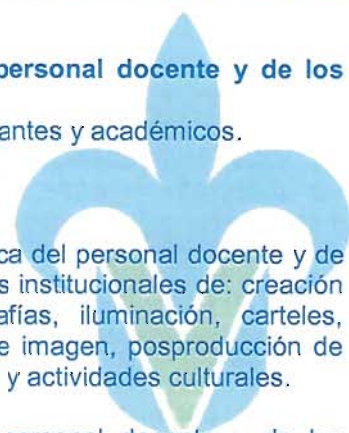 personal docente y de los
antes y académicos.
ca del personal docente y de
s institucionales de: creación
afías, iluminación, carteles,
e imagen, posproducción de
y actividades culturales.